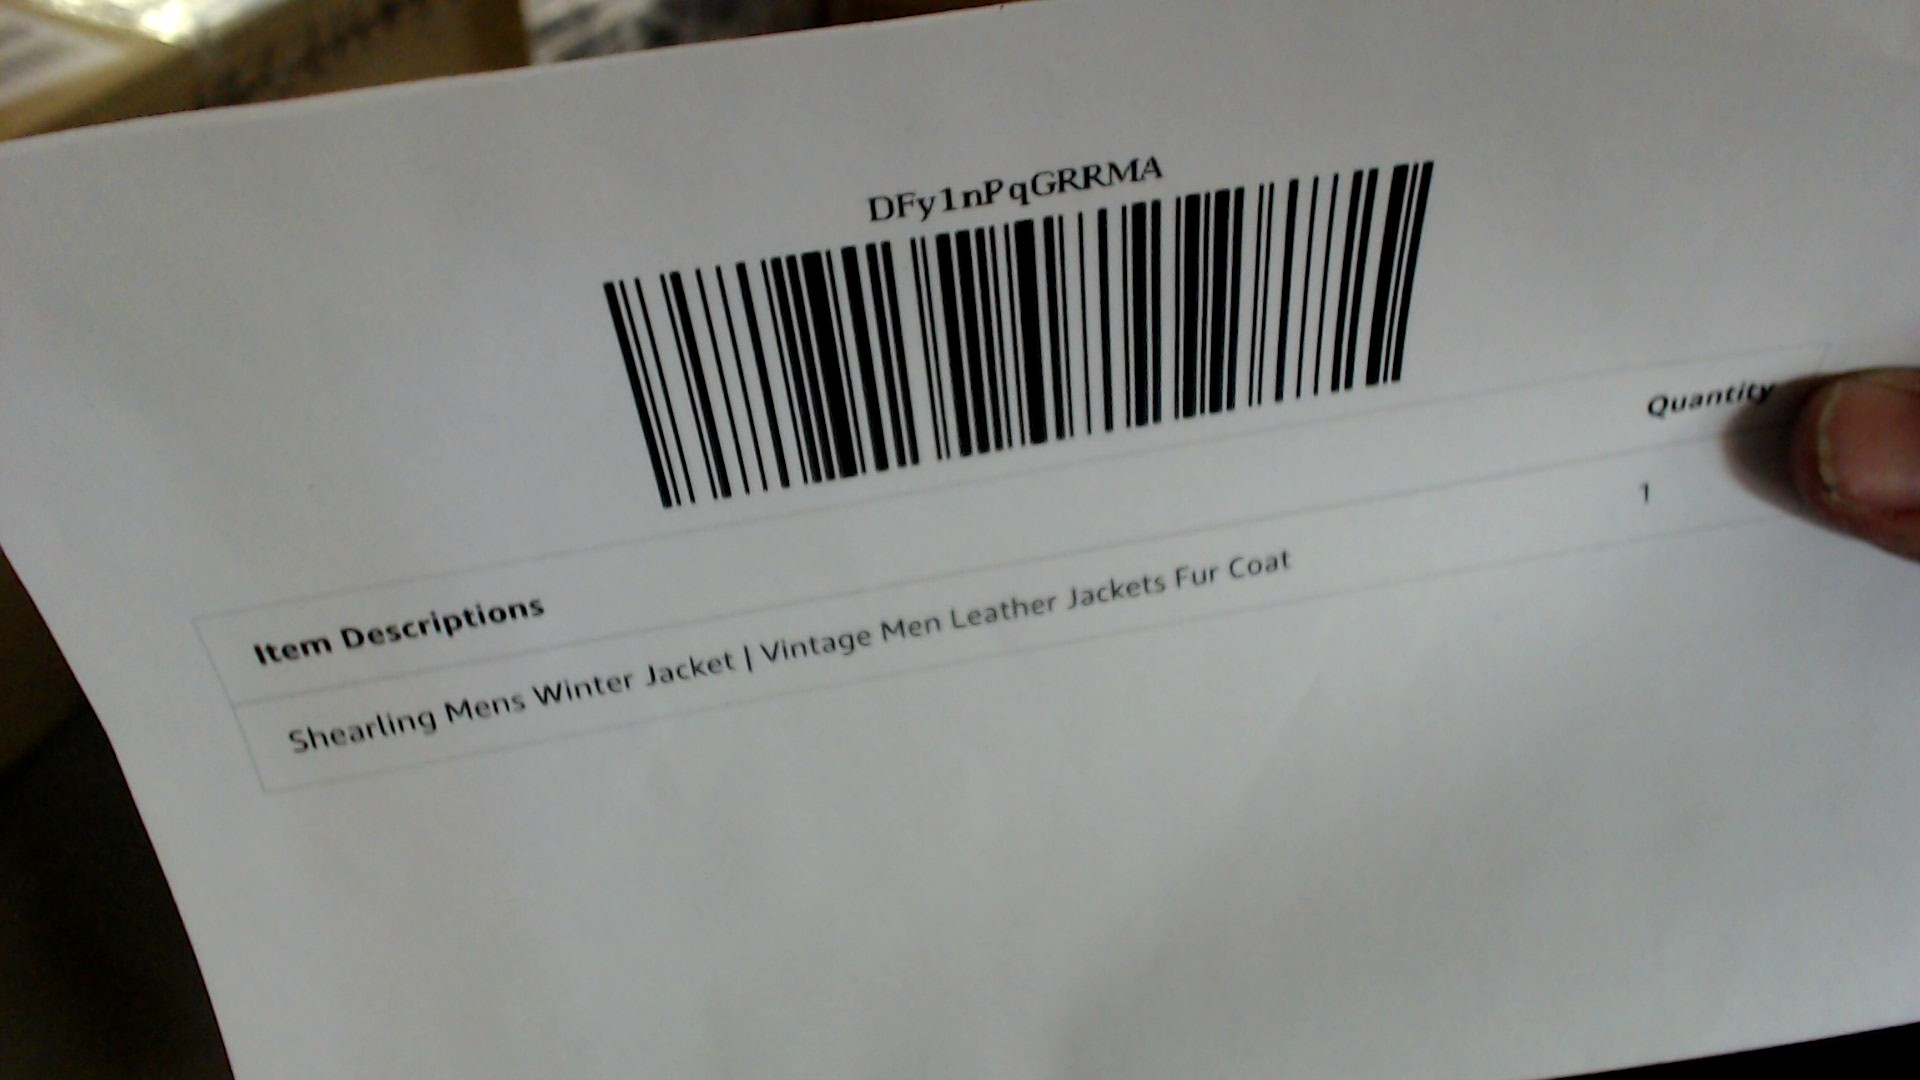 DFy1nPqGRRMA
Item Descriptions Quantity
Shearling Mens Winter Jacket | Vintage Men Leather Jackets Fur Coat 1